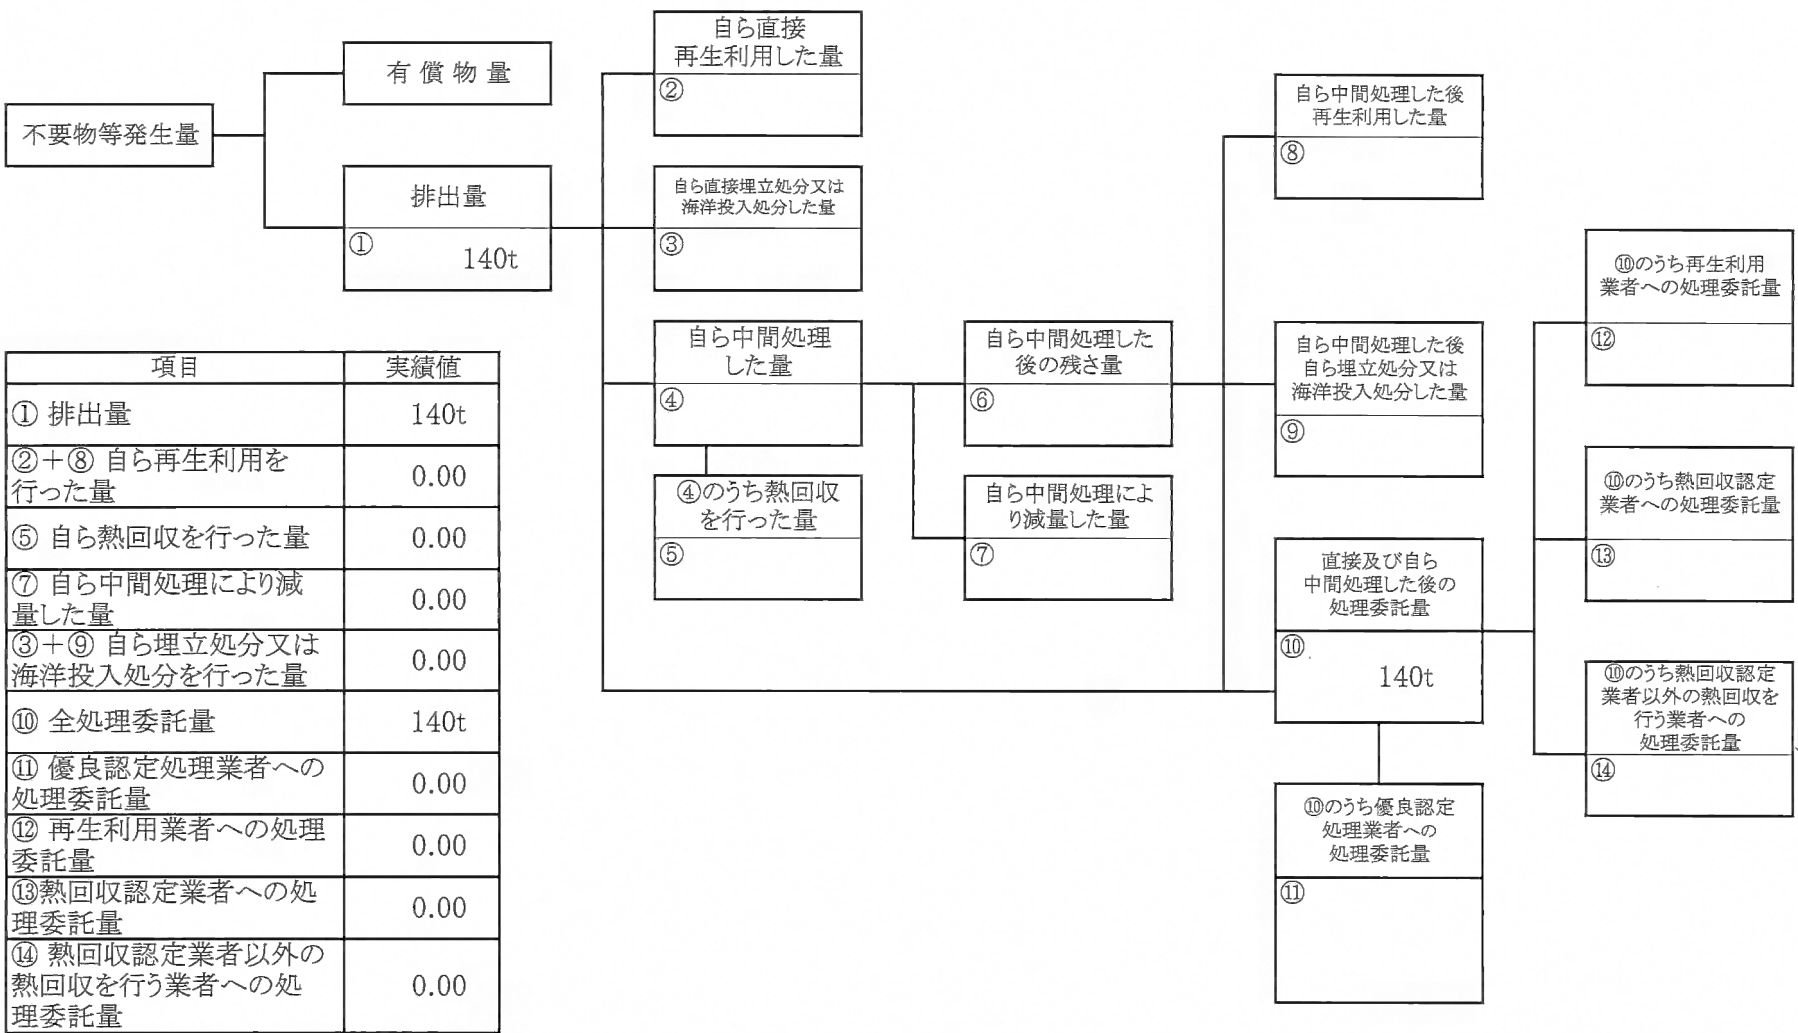 不要物等発生量
有償物量
排出量
①
140t
自ら直接
再生利用した量
②
自ら直接埋立処分又は
海洋投入処分した量
③
自ら中間処理
した量
④
④のうち熱回収
を行った量
⑤
自ら中間処理した
後の残さ量
⑥
自ら中間処理によ
り減量した量
⑦
自ら中間処理した後
再生利用した量
⑧
自ら中間処理した後
自ら埋立処分又は
海洋投入処分した量
⑨
直接及び自ら
中間処理した後の
処理委託量
⑩
140t
⑩のうち優良認定
処理業者への
処理委託量
⑪
⑩のうち再生利用
業者への処理委託量
⑫
⑩のうち熱回収認定
業者への処理委託量
⑬
⑩のうち熱回収認定
業者以外の熱回収を
行う業者への
処理委託量
⑭
項目 実績値
① 排出量 140t
②+⑧ 自ら再生利用を
行った量 0.00
⑤ 自ら熱回収を行った量 0.00
⑦ 自ら中間処理により減
量した量 0.00
③+⑨ 自ら埋立処分又は
海洋投入処分を行った量 0.00
⑩ 全処理委託量 140t
⑪ 優良認定処理業者への
処理委託量 0.00
⑫ 再生利用業者への処理
委託量 0.00
⑬熱回収認定業者への処
理委託量 0.00
⑭ 熱回収認定業者以外の
熱回収を行う業者への処
理委託量 0.00